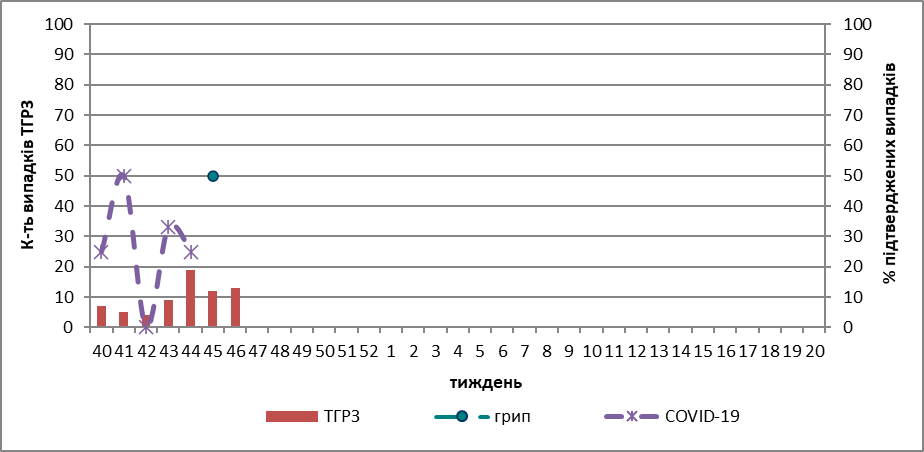 100 100
90 90
80 80
70 70
60 60
50 50
40 40
30 30
20 20
10 10
0 0
К-ть випадків ТГРЗ
% підтверджених випадків
40 41 42 43 44 45 46 47 48 49 50 51 52 1 2 3 4 5 6 7 8 9 10 11 12 13 14 15 16 17 18 19 20
тиждень
ТГРЗ грип COVID-19